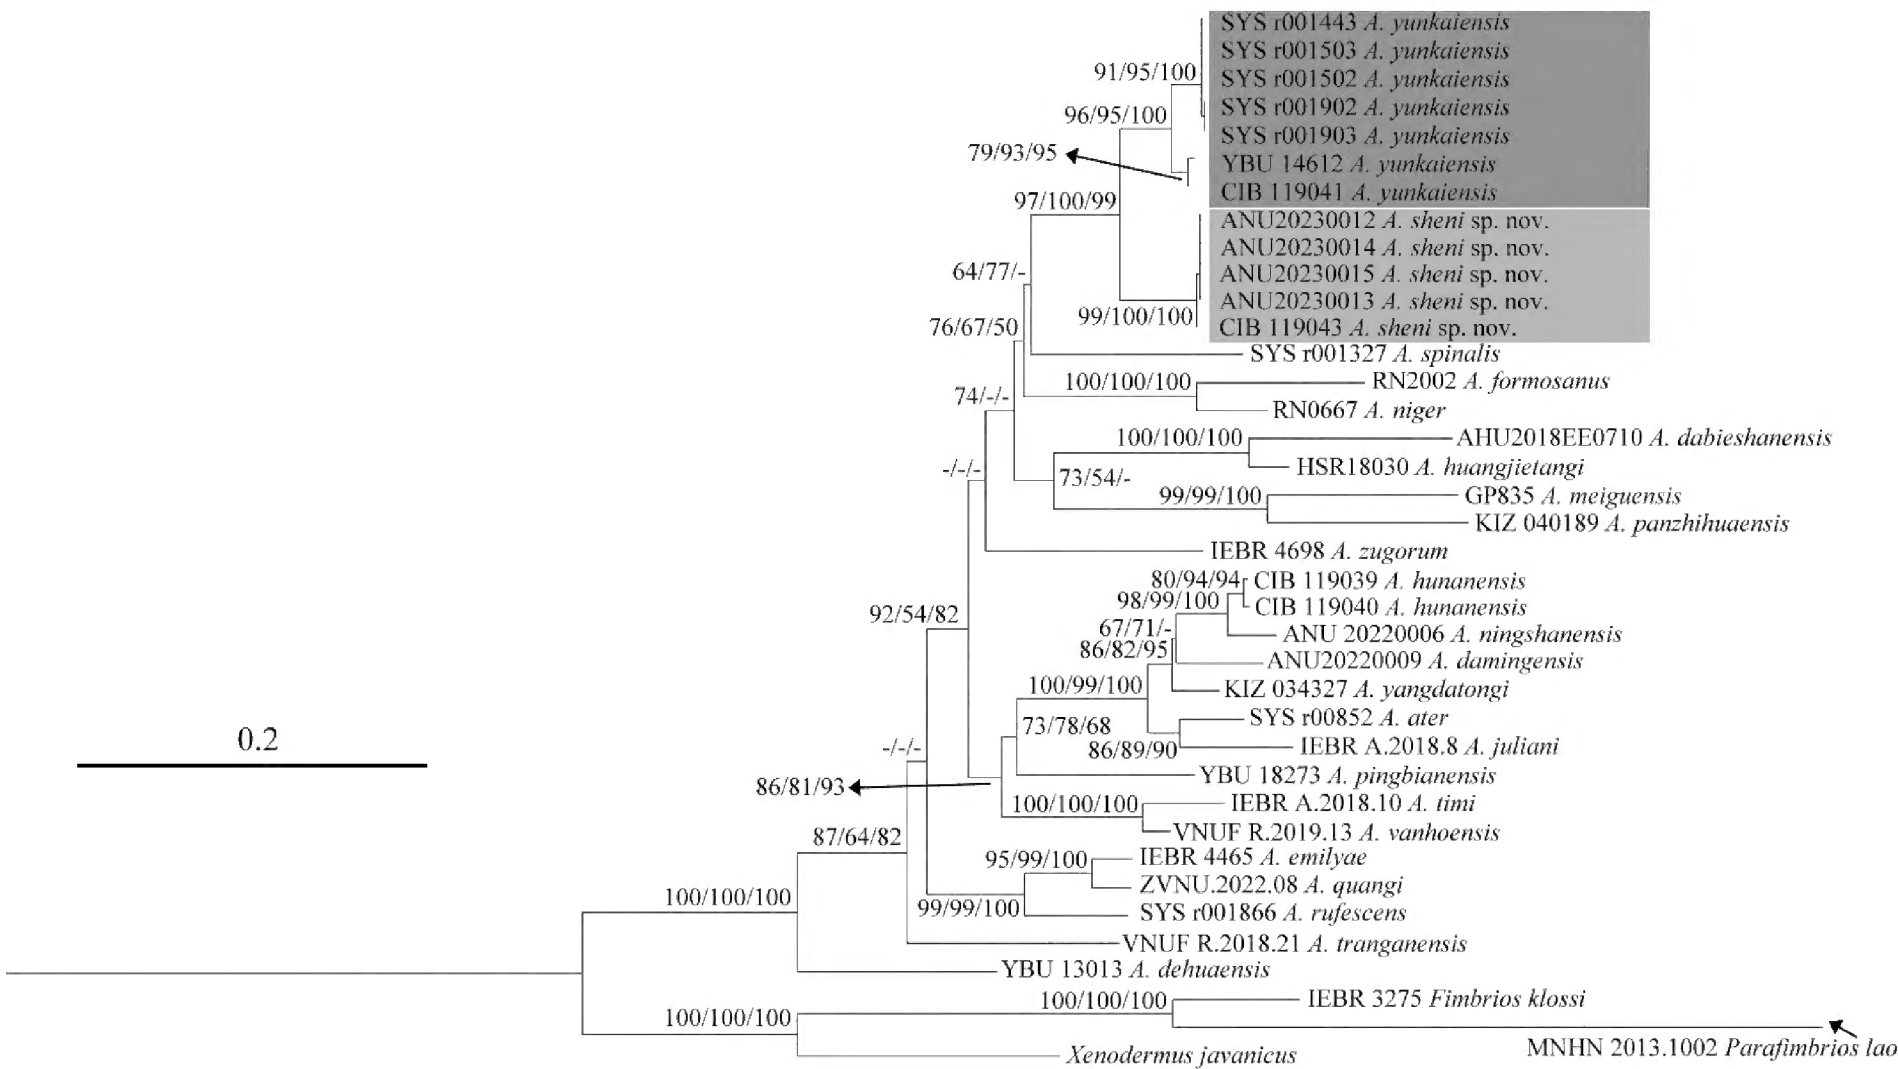 SYS r001443 A. yunkaiensis
SYS r001503 A. yunkaiensis
91/95/100
SYS r001502 A. yunkaiensis
96/95/100
SYS r001902 A. yunkaiensis
SYS r001903 A. yunkaiensis
79/93/95
YBU 14612 A. yunkaiensis
CIB 119041 A. yunkaiensis
97/100/99
ANU20230012 A. sheni sp. nov.
ANU20230014 A. sheni sp. nov.
64/77/-
ANU20230015 A. sheni sp. nov.
ANU20230013 A. sheni sp. nov.
99/100/100
CIB 119043 A. sheni sp. nov.
76/67/50
SYS r001327 A. spinalis
100/100/100
RN2002 A. formosanus
74/-/-
RN0667 A. niger
100/100/100
AHU2018EE0710 A. dabieshanensis
-/-/-
HSR18030 A. huangjietangi
73/54/-
99/99/100
GP835 A. meiguensis
KIZ 040189 A. panzhihuaensis
IEBR 4698 A. zugorum
80/94/94
CIB 119039 A. hunanensis
98/99/100
CIB 119040 A. hunanensis
92/54/82
67/71/-
ANU 20220006 A. ningshanensis
86/82/95
ANU20220009 A. damingensis
100/99/100
KIZ 034327 A. yangdatongi
73/78/68
SYS r00852 A. ater
0.2
-/-/-
86/89/90
IEBR A.2018.8 A. juliani
86/81/93
YBU 18273 A. pingbianensis
100/100/100
IEBR A.2018.10 A. timi
87/64/82
VNUF R.2019.13 A. vanhoensis
95/99/100
IEBR 4465 A. emilyae
100/100/100
ZVNU.2022.08 A. quangi
99/99/100
SYS r001866 A. rufescens
VNUF R.2018.21 A. tranganensis
YBU 13013 A. dehuaensis
100/100/100
IEBR 3275 Fimbrios klossi
100/100/100
MNHN 2013.1002 Parafimbrios lao
Xenodermus javanicus